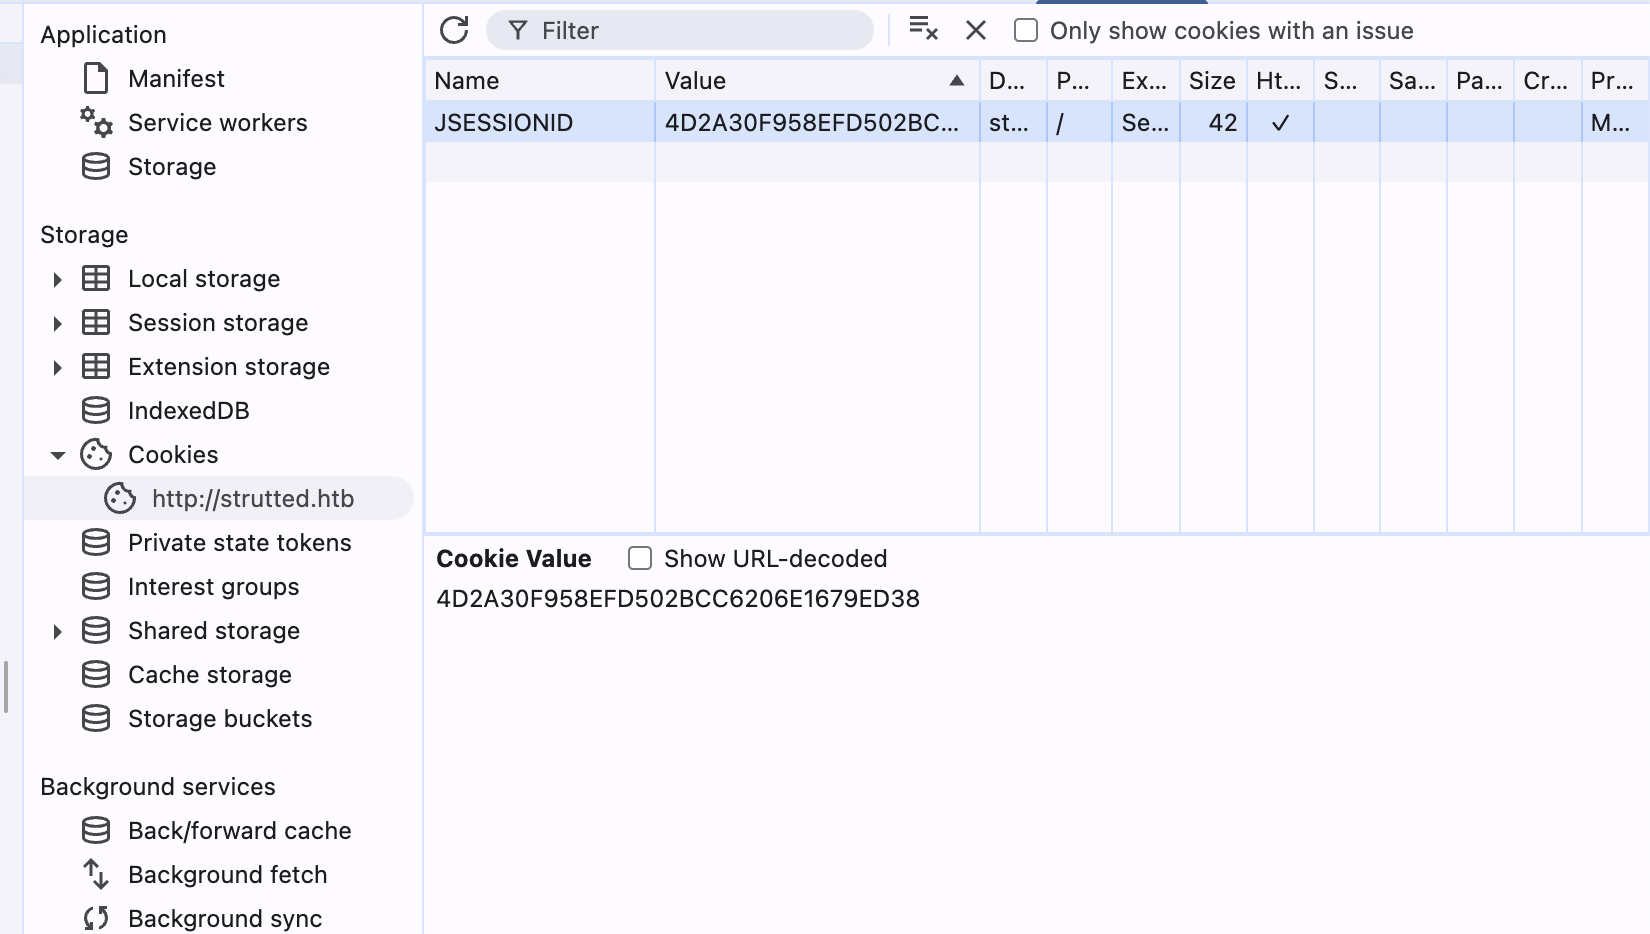 Application
Manifest
Service workers
Storage
Storage
Local storage
Session storage
Extension storage
IndexedDB
Cookies
http://strutted.htb
Private state tokens
Interest groups
Shared storage
Cache storage
Storage buckets
Background services
Back/forward cache
Background fetch
Background sync
Filter Only show cookies with an issue
Name Value D... P... Ex... Size Ht... S... Sa... Pa... Cr... Pr...
JSESSIONID 4D2A30F958EFD502BC... st... / Se... 42 ✓ M...
Cookie Value Show URL-decoded
4D2A30F958EFD502BCC6206E1679ED38